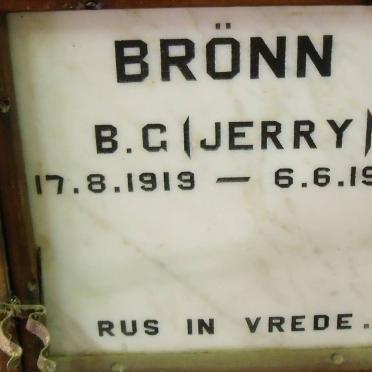 BRÖNN
B.G (JERRY)
17.8.1919 — 6.6.19
RUS IN VREDE.